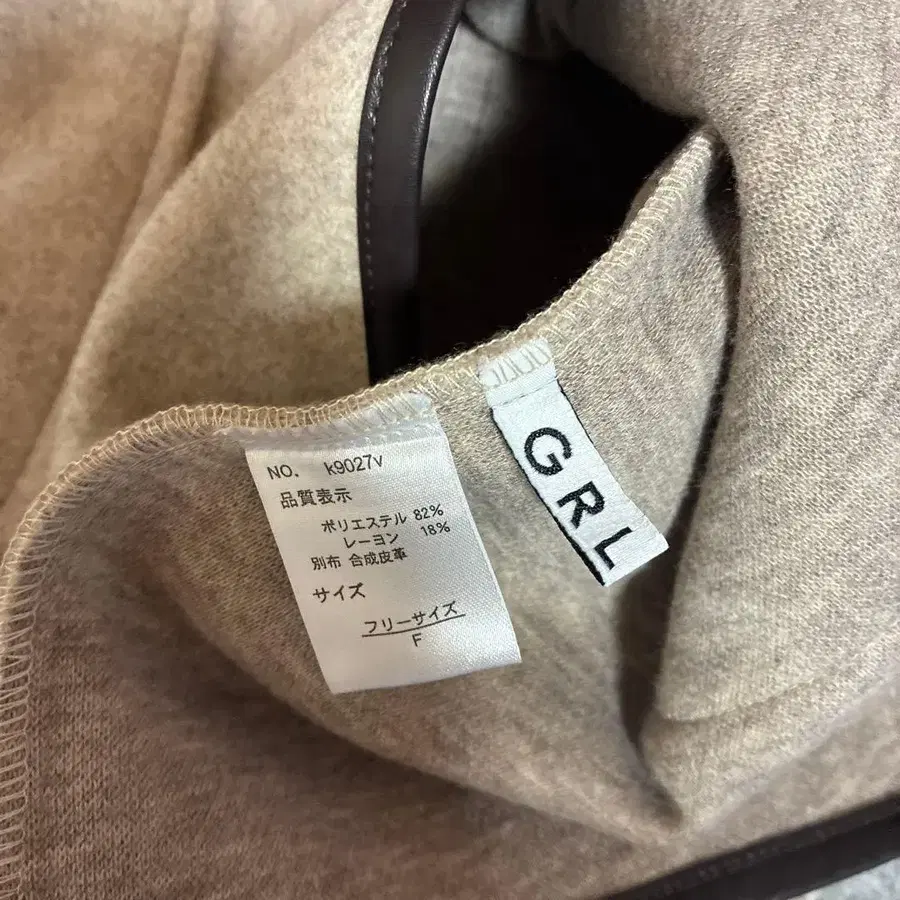 NO. k9027v
品質表示
ポリエステル 82%
レーヨン 18%
別布 合成皮革
サイズ
フリーサイズ
F
GRL